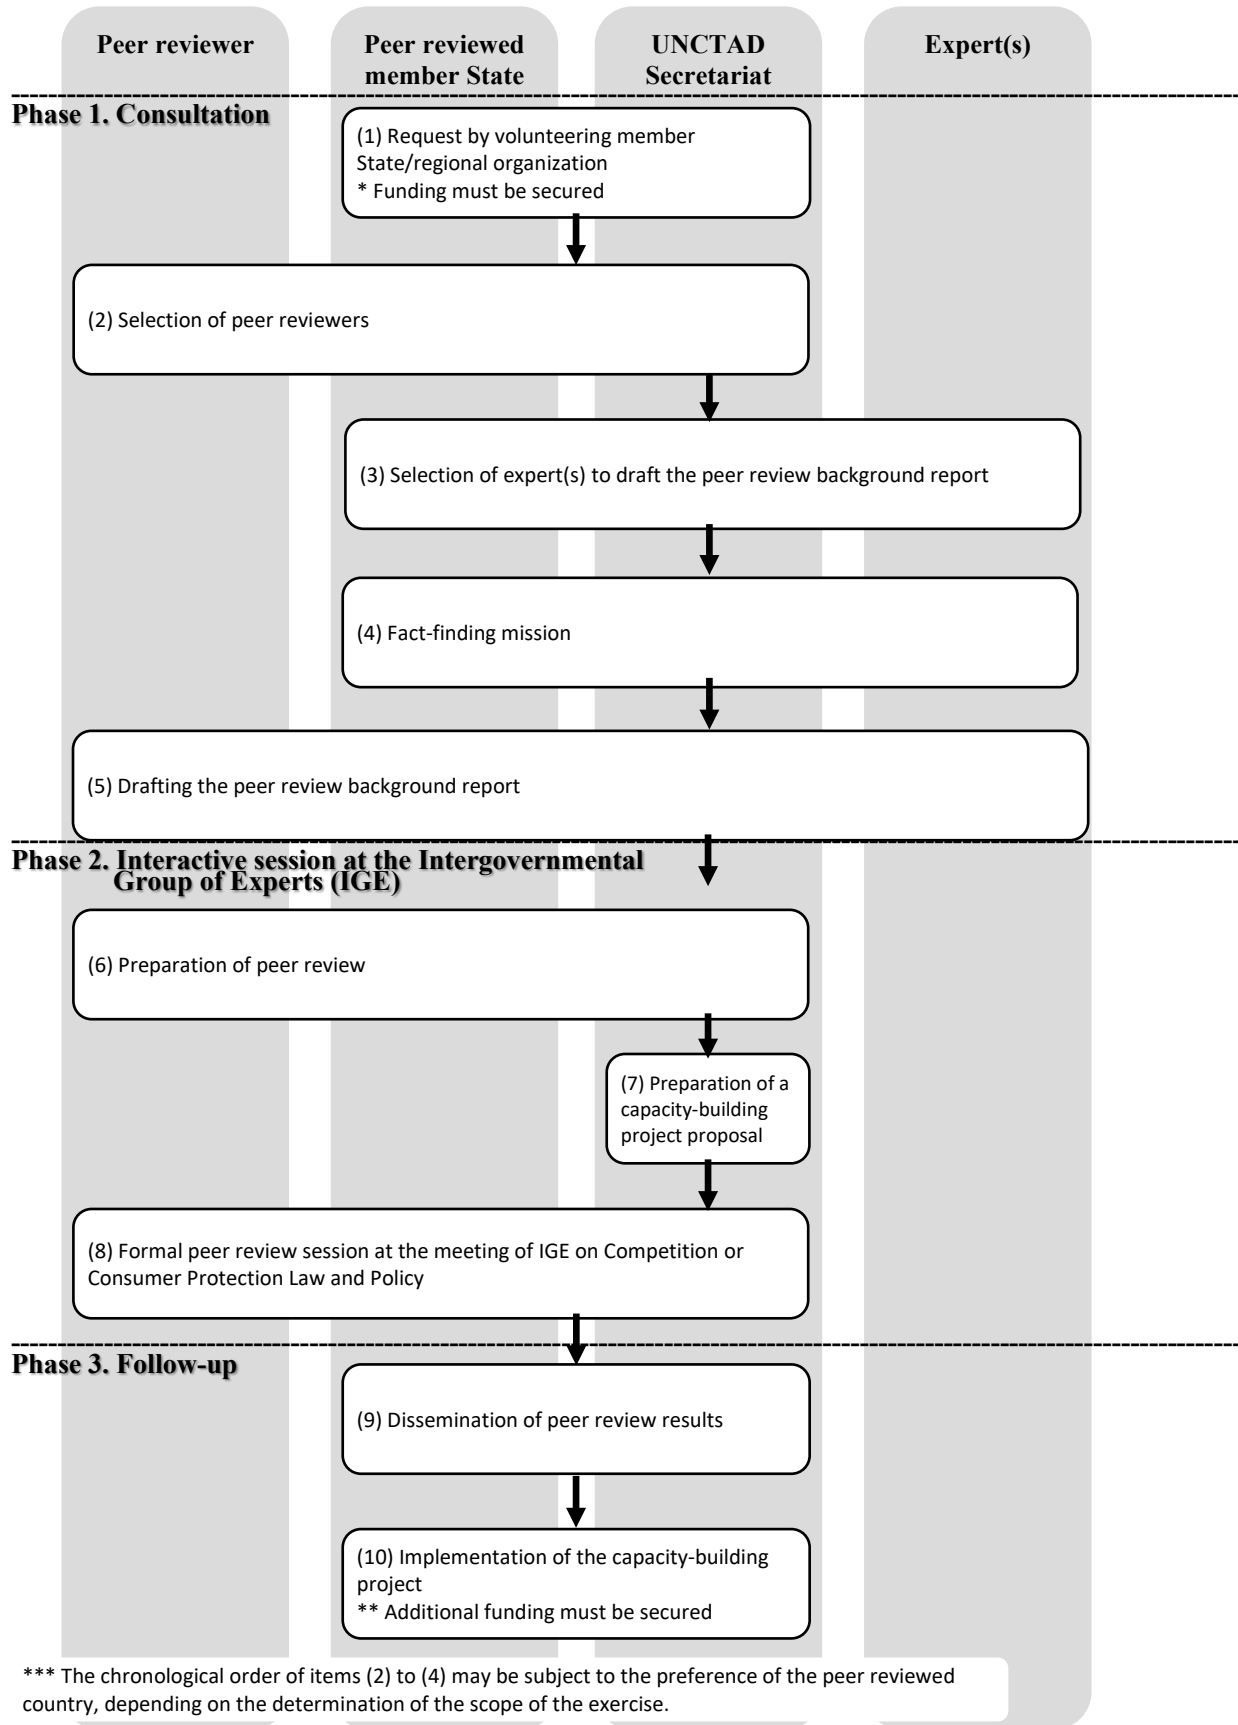 Peer reviewer
Peer reviewed
member State
UNCTAD
Secretariat
Expert(s)
Phase 1. Consultation
(1) Request by volunteering member
State/regional organization
* Funding must be secured
(2) Selection of peer reviewers
(3) Selection of expert(s) to draft the peer review background report
(4) Fact-finding mission
(5) Drafting the peer review background report
Phase 2. Interactive session at the Intergovernmental
Group of Experts (IGE)
(6) Preparation of peer review
(7) Preparation of a
capacity-building
project proposal
(8) Formal peer review session at the meeting of IGE on Competition or
Consumer Protection Law and Policy
Phase 3. Follow-up
(9) Dissemination of peer review results
(10) Implementation of the capacity-building
project
** Additional funding must be secured
*** The chronological order of items (2) to (4) may be subject to the preference of the peer reviewed
country, depending on the determination of the scope of the exercise.